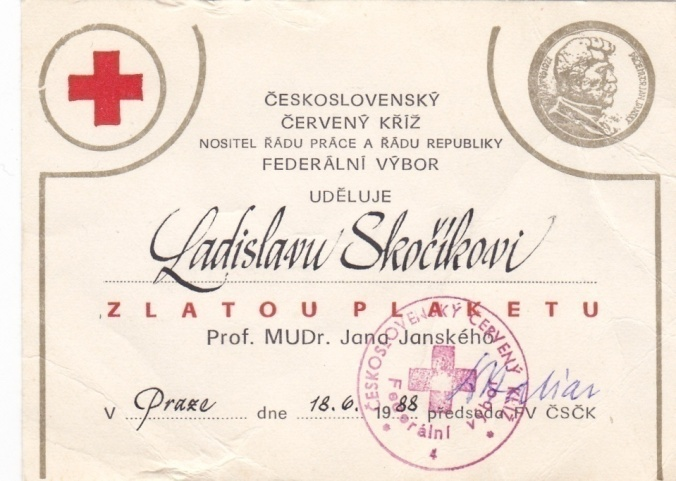 ČESKOSLOVENSKÝ
ČERVENÝ KŘÍŽ
NOSITEL ŘÁDU PRÁCE A ŘÁDU REPUBLIKY
FEDERÁLNÍ VÝBOR
UDĚLUJE
Ladislavu Skočíkovi
ZLATOU PLAKETU
Prof. MUDr. Jana Janského
V Praze dne 18.6. 1988 předseda FV ČSČK
ČESKOSLOVENSKÝ ČERVENÝ KŘÍŽ
Federální výbor
4